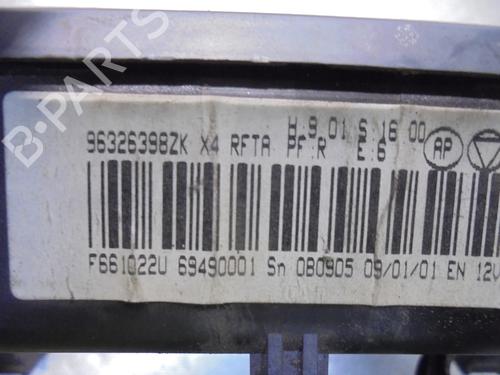 H.9.01 S.16 00
96326398ZK X4 RFTA PF:R E:6 AP
F661022U 69490001 Sn 0B0905 09/01/01 EN 12V
B-PARTS